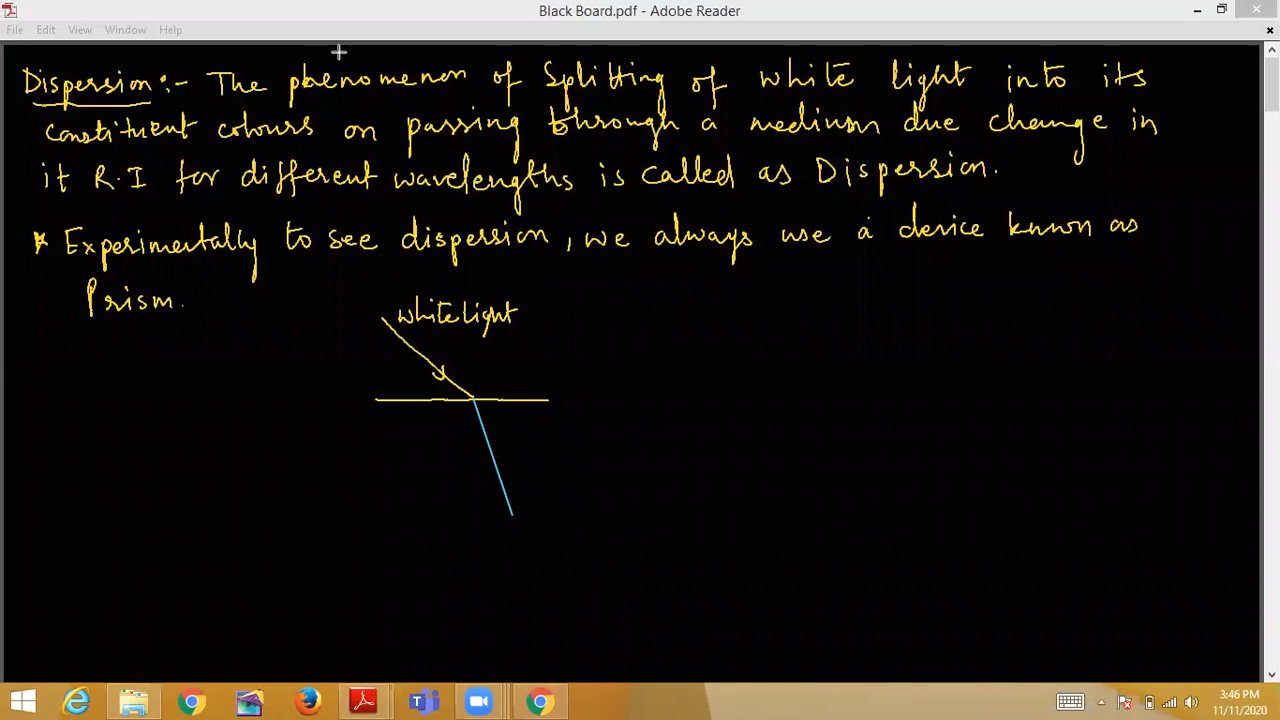 Black Board.pdf - Adobe Reader
File Edit View Window Help
Dispersion:- The phenomenon of Splitting of white light into its
constituent colours on passing through a medium due change in
it R.I for different wavelengths is called as Dispersion.
* Experimentally to see dispersion, we always use a device known as
Prism.
white light
3:46 PM
11/11/2020